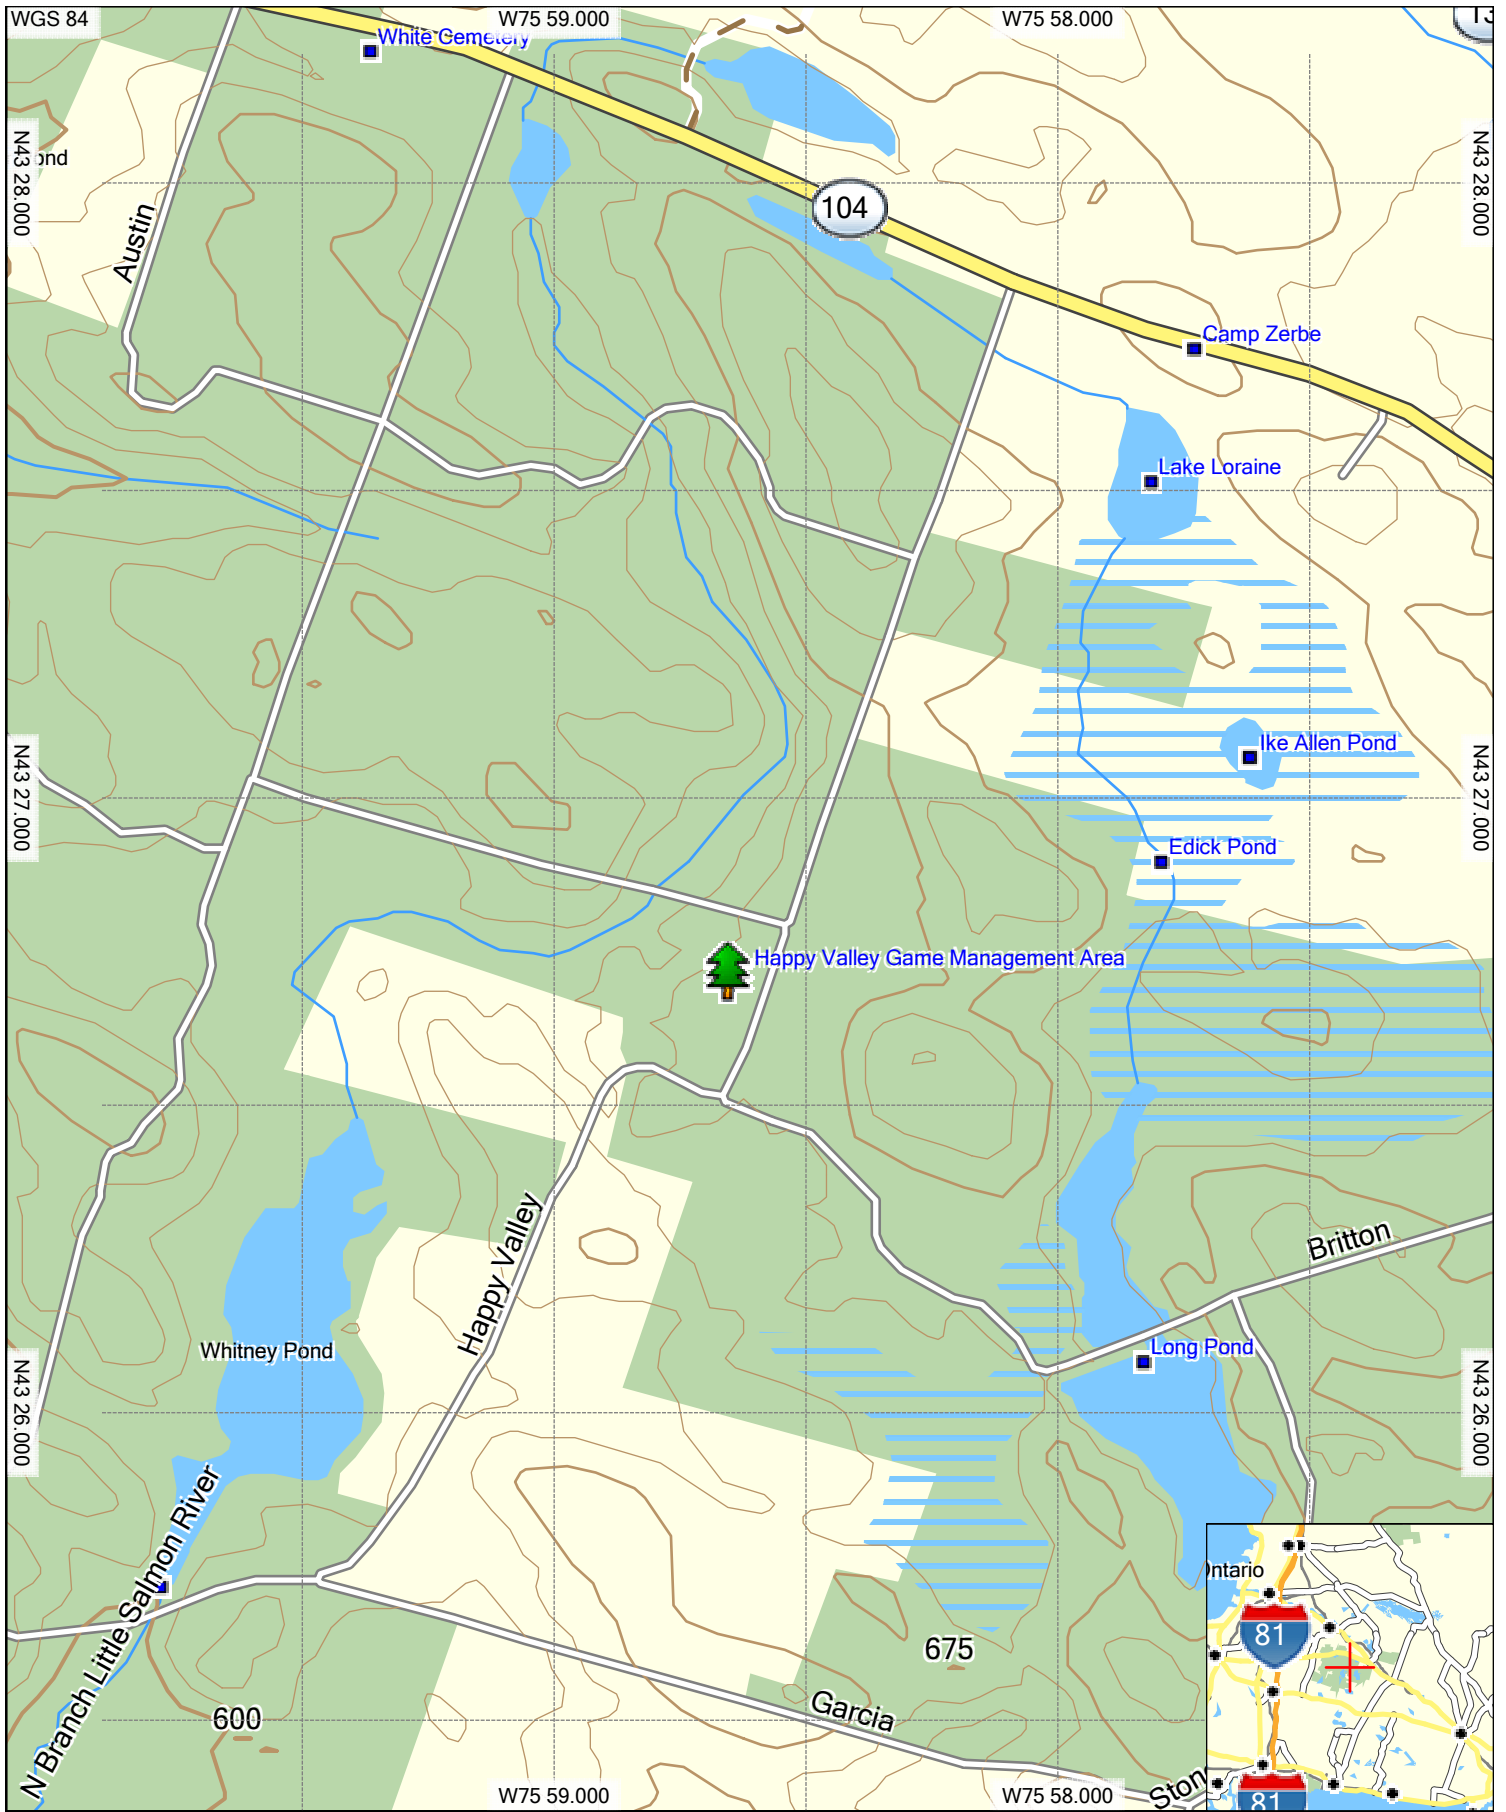 WGS 84
W75 59.000
W75 58.000
White Cemetery
N43 28.000
N43 28.000
ond
Austin
104
Camp Zerbe
Lake Loraine
Ike Allen Pond
N43 27.000
N43 27.000
Edick Pond
Happy Valley Game Management Area
Happy Valley
Britton
Whitney Pond
Long Pond
N43 26.000
N43 26.000
N Branch Little Salmon River
Ontario
81
675
600
Garcia
W75 59.000
W75 58.000
Ston
81